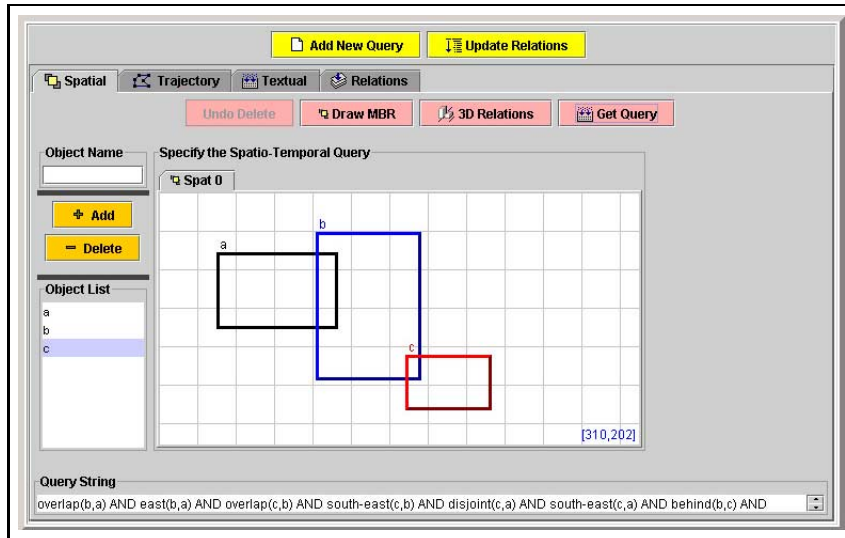 Add New Query Update Relations
Spatial Trajectory Textual Relations
Undo Delete Draw MBR 3D Relations Get Query
Object Name
Specify the Spatio-Temporal Query
Spat 0
Add
Delete
Object List
a
b
c
a
b
c
[310,202]
Query String
overlap(b,a) AND east(b,a) AND overlap(c,b) AND south-east(c,b) AND disjoint(c,a) AND south-east(c,a) AND behind(b,c) AND